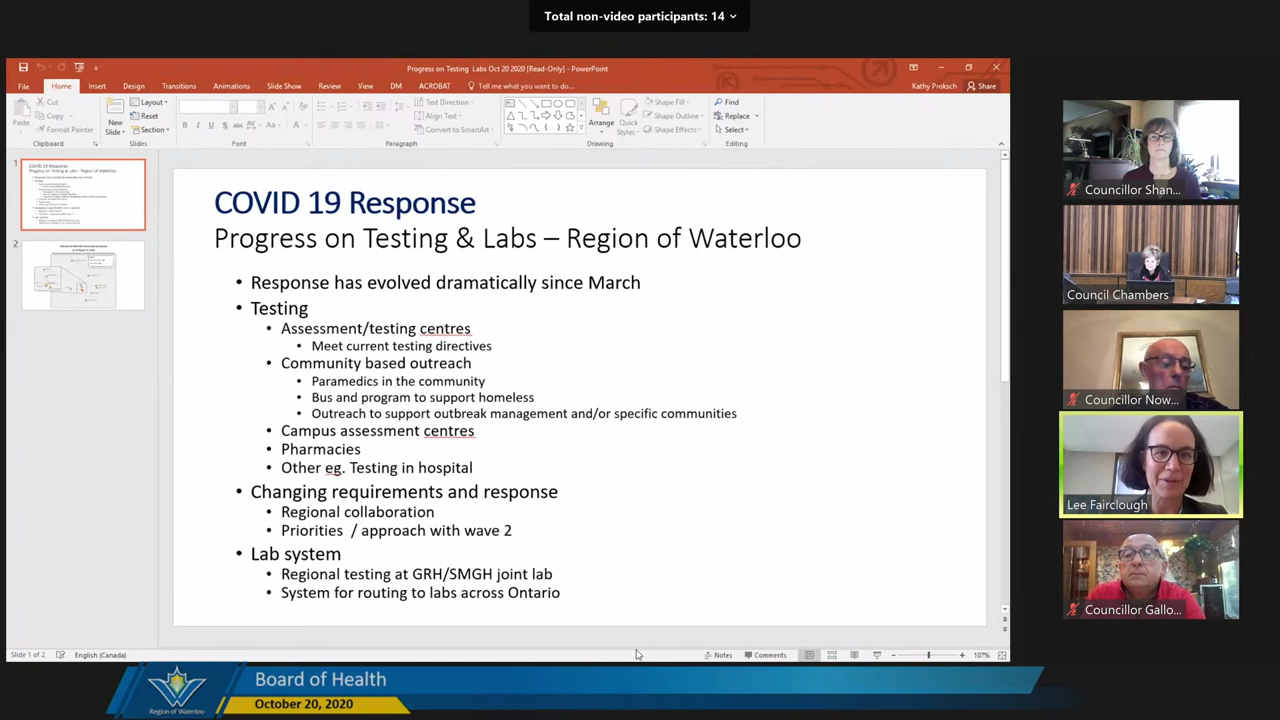 Total non-video participants: 14
Progress on Testing Labs Oct 20 2020 [Read-Only] - PowerPoint
File Home Insert Design Transitions Animations Slide Show Review View DM ACROBAT Tell me what you want to do... Kathy Proksch Share
Paste
Cut
Copy
Format Painter
Clipboard
New Slide
Layout
Reset
Section
Slides
Font
Text Direction
Align Text
Convert to SmartArt
Paragraph
Arrange
Quick Styles
Shape Fill
Shape Outline
Shape Effects
Drawing
Find
Replace
Select
Editing
1
2
COVID 19 Response
Progress on Testing & Labs – Region of Waterloo
• Response has evolved dramatically since March
• Testing
• Assessment/testing centres
• Meet current testing directives
• Community based outreach
• Paramedics in the community
• Bus and program to support homeless
• Outreach to support outbreak management and/or specific communities
• Campus assessment centres
• Pharmacies
• Other eg. Testing in hospital
• Changing requirements and response
• Regional collaboration
• Priorities / approach with wave 2
• Lab system
• Regional testing at GRH/SMGH joint lab
• System for routing to labs across Ontario
Slide 1 of 2 English (Canada) Notes Comments 107%
Councillor Shan...
Council Chambers
Councillor Now...
Lee Fairclough
Councillor Gallo...
Region of Waterloo
Board of Health
October 20, 2020